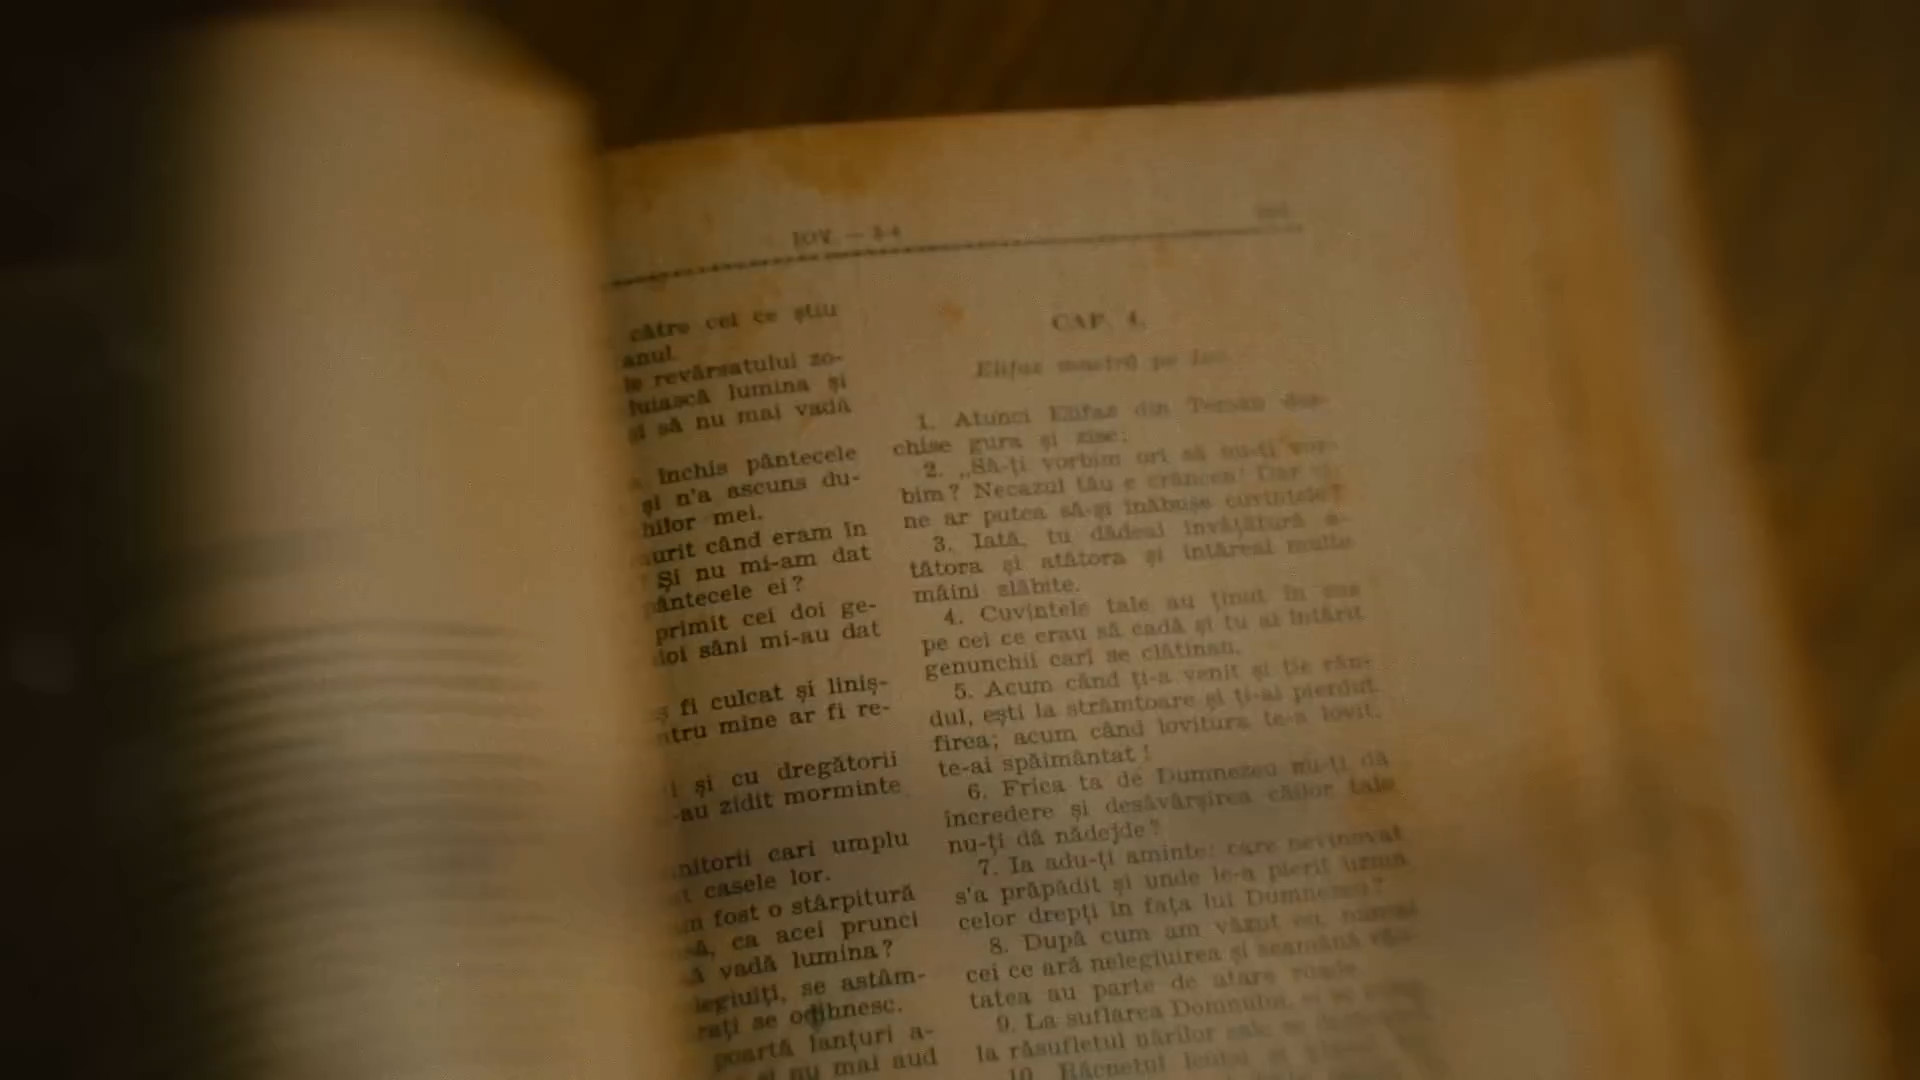 IOV. — 3-4
către cei ce știu
anul.
revărsatului zo-
lumina și
și să nu mai vadă
închis pântecele
și n'a ascuns du-
hilor mei.
urit când eram în
Și nu mi-am dat
pântecele ei?
primit cei doi ge-
doi sâni mi-au dat
fi culcat și liniș-
tru mine ar fi re-
și cu dregătorii
-au zidit morminte
nitorii cari umplu
casele lor.
fost o stârpitură
să, ca acei prunci
vadă lumina?
legiuiți, se astâm-
rați se odihnesc.
poartă lanțuri a-
nu mai aud
CAP. 4.
Elifaz mustră pe Iov.
1. Atunci Elifaz din Teman des-
chise gura și zise:
2. „Să-ți vorbim ori să nu-ți vor-
bim? Necazul tău e crâncen! Dar ci-
ne ar putea să-și înăbușe cuvintele?
3. Iată, tu dădeai învățătură a-
tâtora și atâtora și întăreai multe
mâini slăbite.
4. Cuvintele tale au ținut în sus
pe cei ce erau să cadă și tu ai întărit
genunchii cari se clătinau.
5. Acum când ți-a venit și ție rân-
dul, ești la strâmtoare și ți-ai pierdut
firea; acum când lovitura te-a lovit,
te-ai spăimântat!
6. Frica ta de Dumnezeu nu-ți dă
încredere și desăvârșirea căilor tale
nu-ți dă nădejde?
7. Ia adu-ți aminte: care nevinovat
s'a prăpădit și unde le-a pierit urma
celor drepți în fața lui Dumnezeu?
8. După cum am văzut eu, numai
cei ce ară nelegiuirea și seamănă rău-
tatea au parte de atare roade.
9. La suflarea Domnului,
la răsufletul nărilor sale se
10. Răcnetul leului și